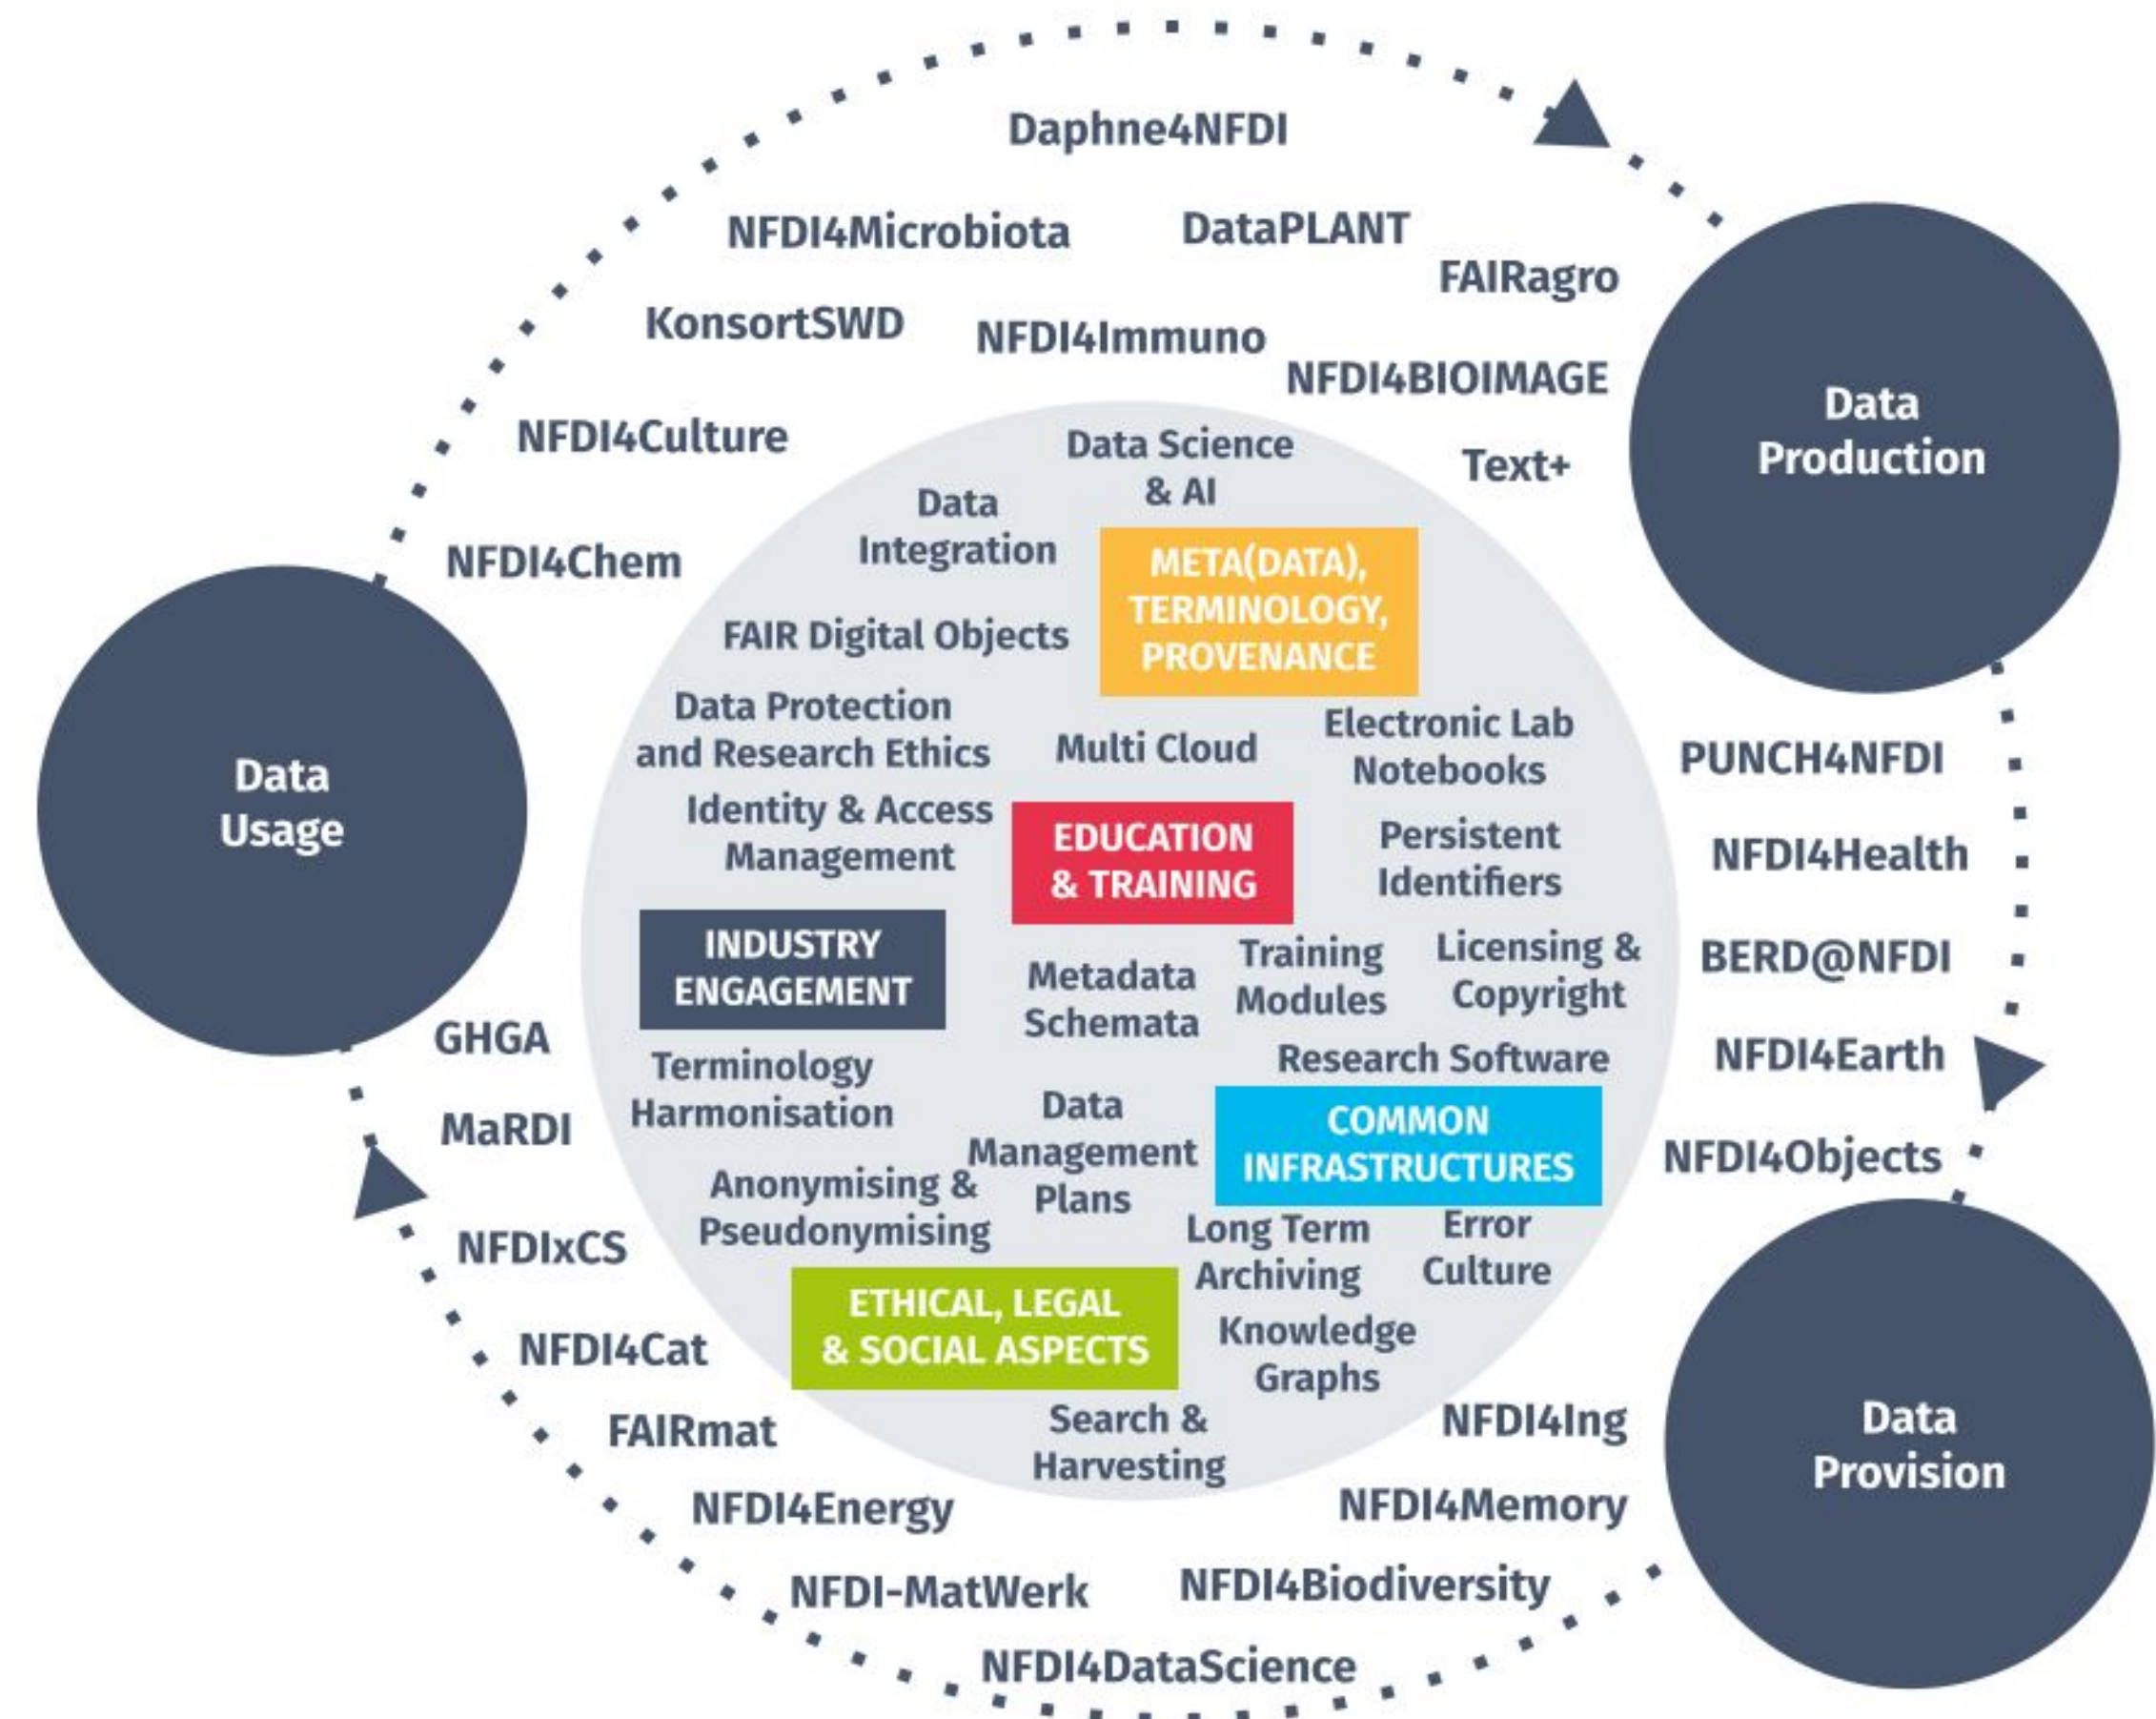 Daphne4NFDI
NFDI4Microbiota
DataPLANT
FAIRagro
KonsortSWD
NFDI4Immuno
NFDI4BIOIMAGE
NFDI4Culture
Text+
NFDI4Chem
Data
Production
Data
Usage
Data Science
& AI
Data
Integration
META(DATA),
TERMINOLOGY,
PROVENANCE
FAIR Digital Objects
Data Protection
and Research Ethics
Multi Cloud
Electronic Lab
Notebooks
Identity & Access
Management
EDUCATION
& TRAINING
Persistent
Identifiers
INDUSTRY
ENGAGEMENT
Metadata
Schemata
Training
Modules
Licensing &
Copyright
Terminology
Harmonisation
Research Software
Data
Management
Plans
COMMON
INFRASTRUCTURES
Anonymising &
Pseudonymising
Long Term
Archiving
Error
Culture
ETHICAL, LEGAL
& SOCIAL ASPECTS
Knowledge
Graphs
Search &
Harvesting
PUNCH4NFDI
NFDI4Health
BERD@NFDI
NFDI4Earth
NFDI4Objects
Data
Provision
GHGA
MaRDI
NFDIxCS
NFDI4Cat
FAIRmat
NFDI4Ing
NFDI4Energy
NFDI4Memory
NFDI-MatWerk
NFDI4Biodiversity
NFDI4DataScience